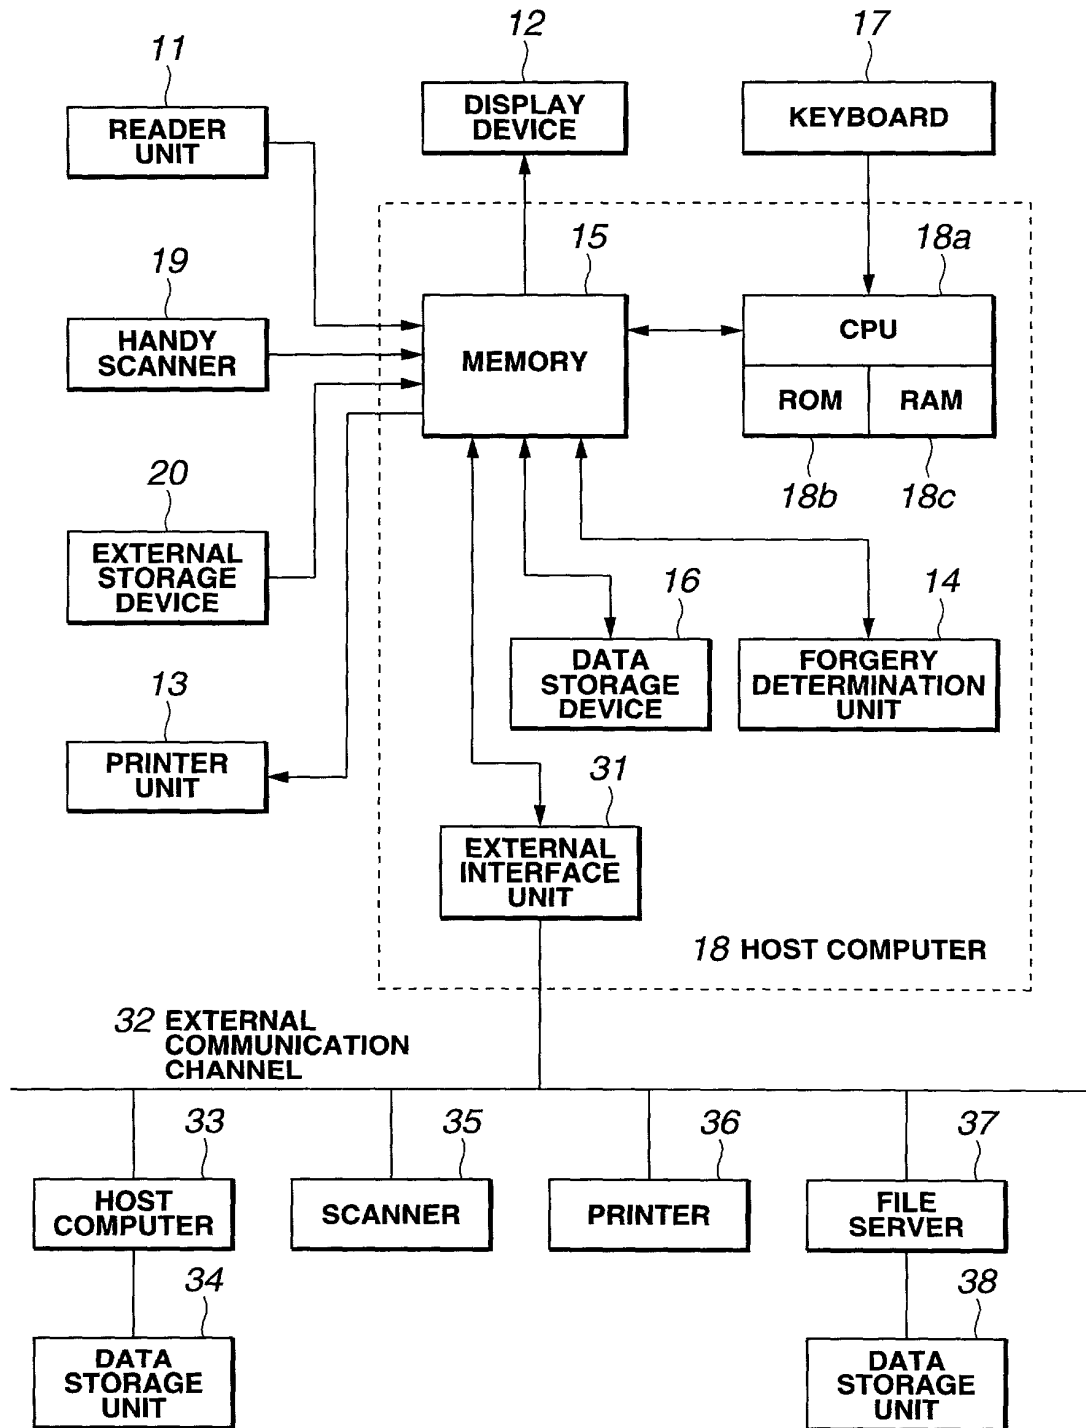 11
12
17
READER
UNIT
DISPLAY
DEVICE
KEYBOARD
19
15
18a
HANDY
SCANNER
MEMORY
CPU
ROM
RAM
18b
18c
20
EXTERNAL
STORAGE
DEVICE
16
14
DATA
STORAGE
DEVICE
FORGERY
DETERMINATION
UNIT
13
PRINTER
UNIT
31
EXTERNAL
INTERFACE
UNIT
18 HOST COMPUTER
32 EXTERNAL
COMMUNICATION
CHANNEL
33
35
36
37
HOST
COMPUTER
SCANNER
PRINTER
FILE
SERVER
34
38
DATA
STORAGE
UNIT
DATA
STORAGE
UNIT